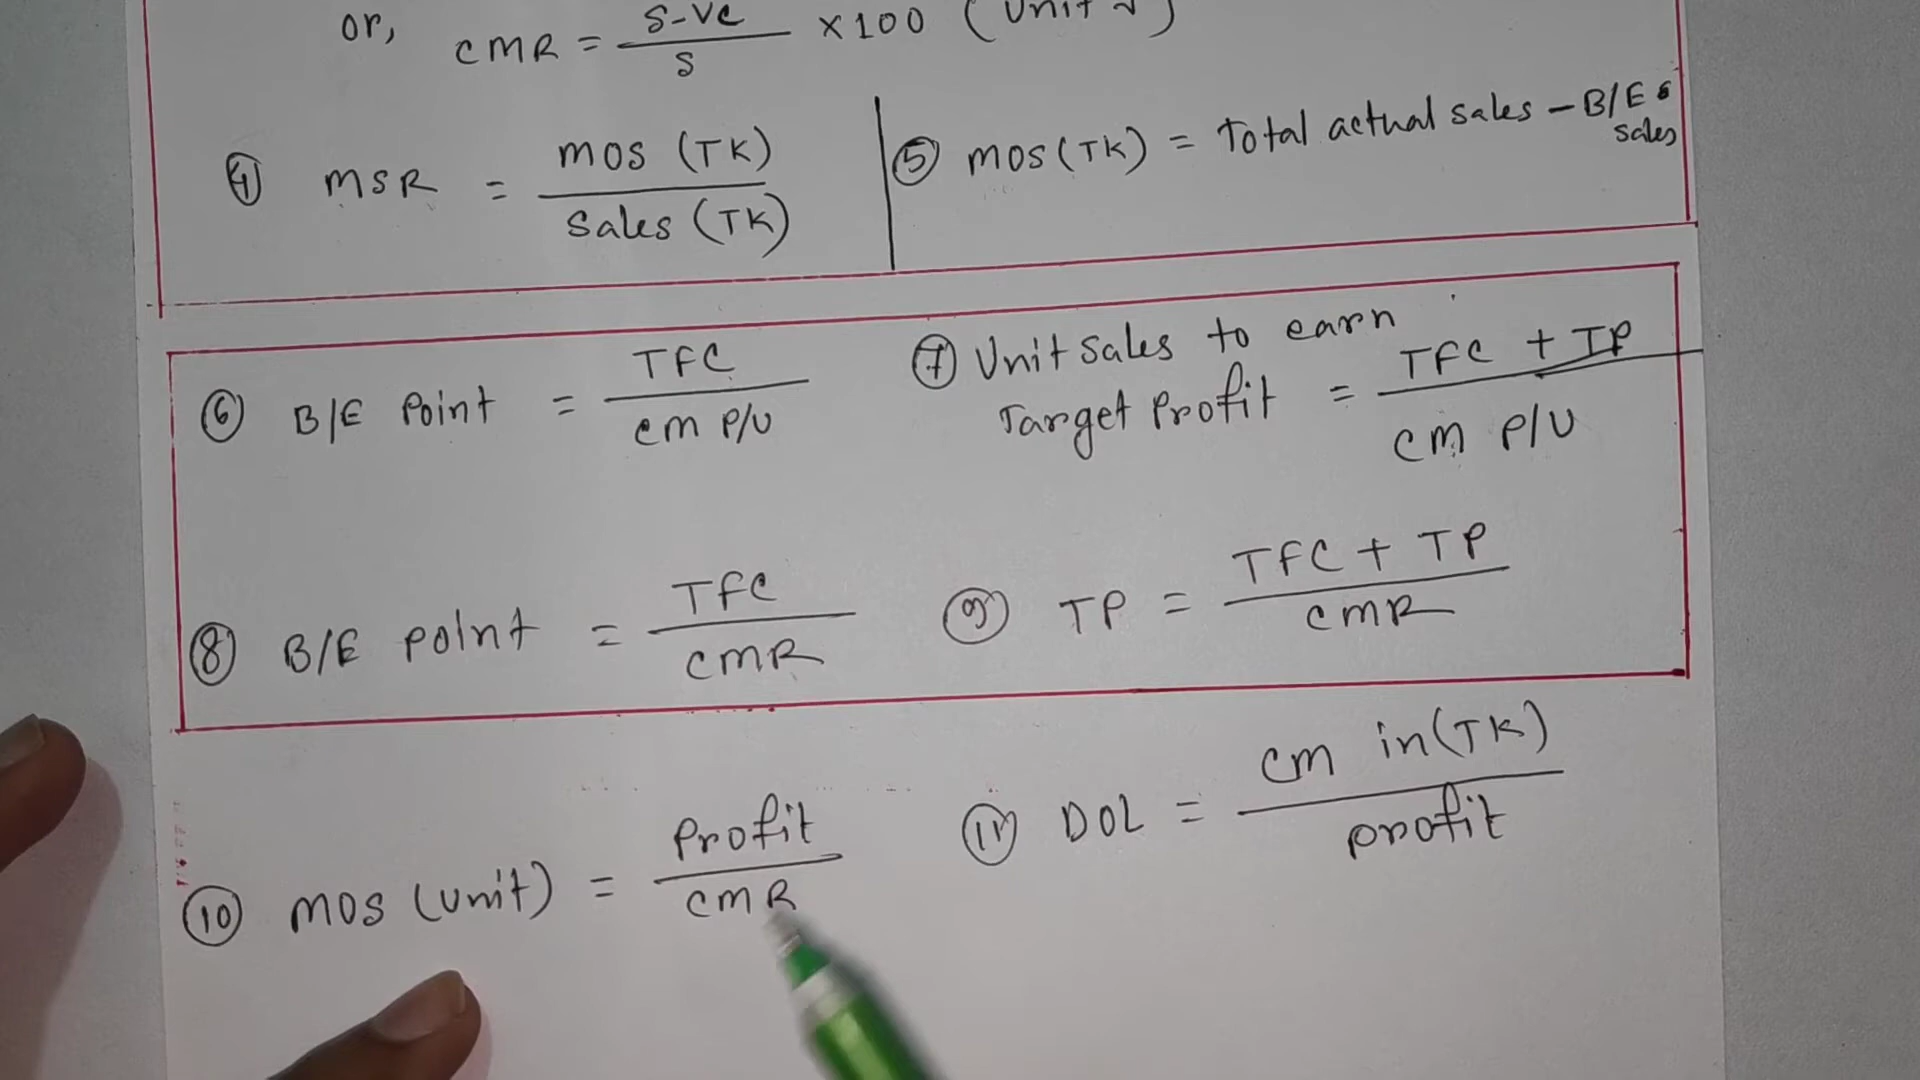 or, CMR = S-VC / S × 100 (Unit
④ MSR = MOS (TK) / Sales (TK)
⑤ MOS (TK) = Total actual sales - B/E sales
⑥ B/E Point = TFC / CM P/U
⑦ Unit Sales to earn Target Profit = TFC + TP / CM P/U
⑧ B/E point = TFC / CMR
⑨ TP = TFC + TP / CMR
⑩ MOS (unit) = Profit / CMR
⑪ DOL = CM in (TK) / profit